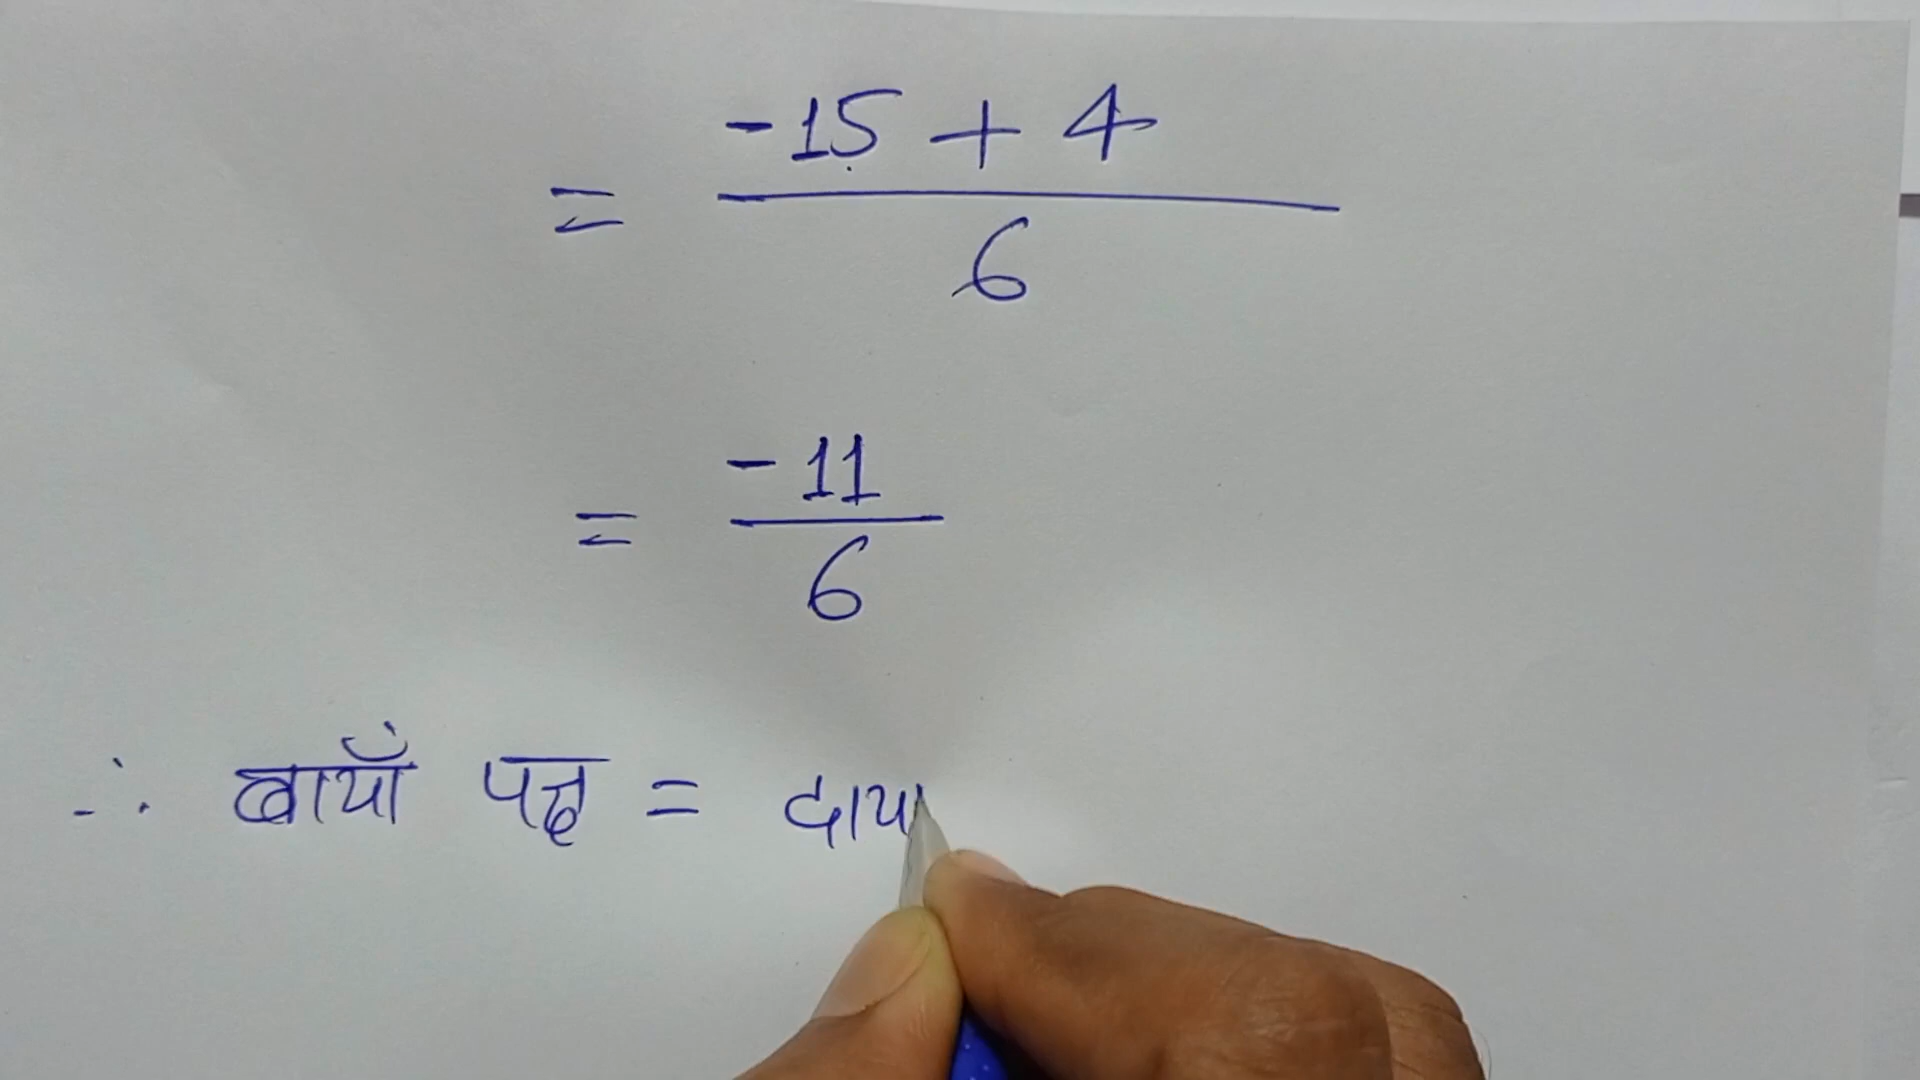 = (-15 + 4)/6
= -11/6
∴ बायाँ पक्ष = दाया